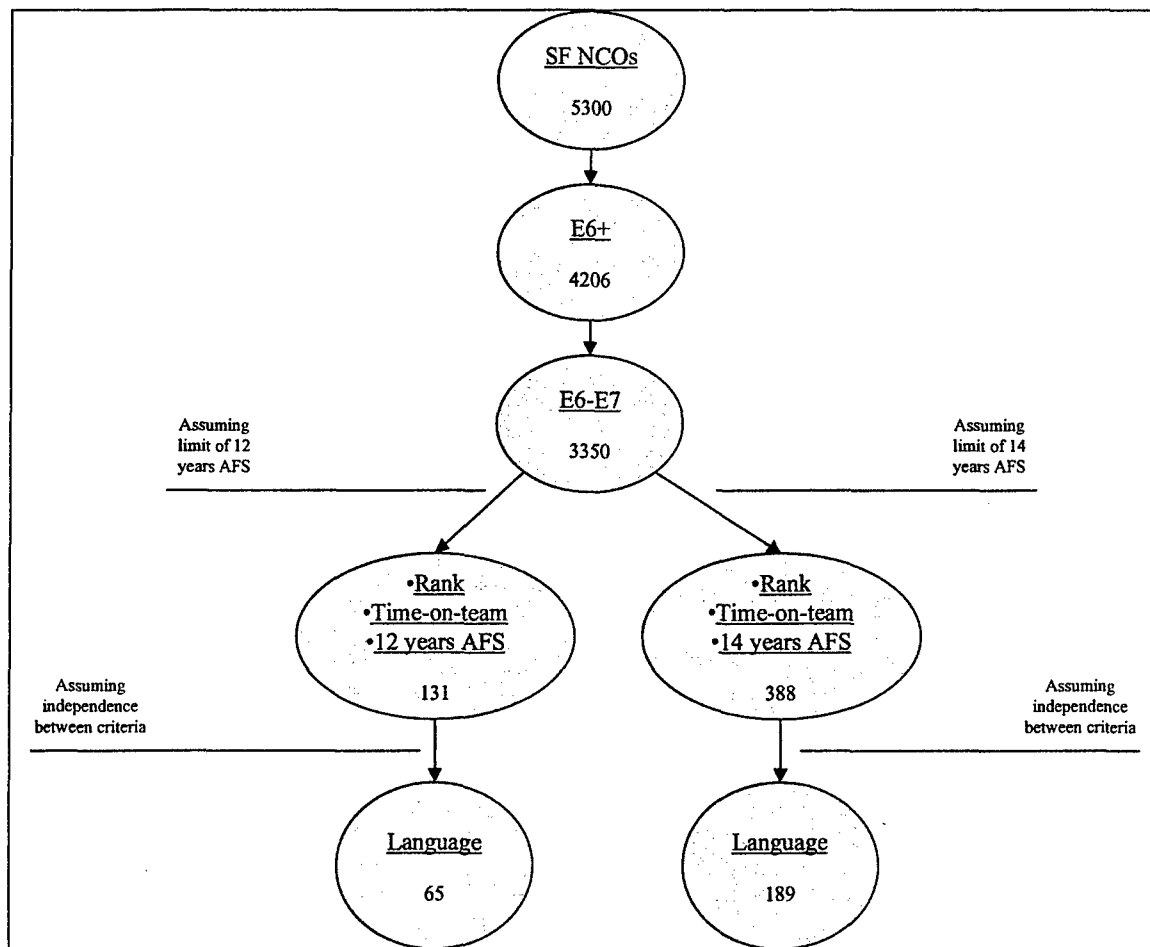 SF NCOs
5300
E6+
4206
E6-E7
3350
Assuming
limit of 12
years AFS
Assuming
limit of 14
years AFS
•Rank
•Time-on-team
•12 years AFS
131
•Rank
•Time-on-team
•14 years AFS
388
Assuming
independence
between criteria
Assuming
independence
between criteria
Language
65
Language
189